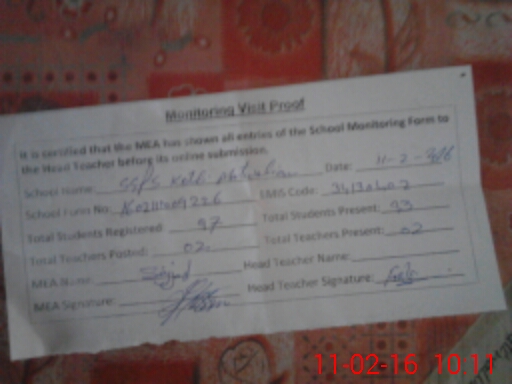 Monitoring Visit Proof
It is certified that the MEA has shown all entries of the School Monitoring Form to
the Head Teacher before its online submission.
School Name: Date: 11-2-
School Form No: EMIS Code:
Total Students Registered: 97 Total Students Present: 93
Total Teachers Posted: 02. Total Teachers Present: 02
MEA Name: Sajjad Head Teacher Name:
MEA Signature: Head Teacher Signature:
11-02-16 10:11